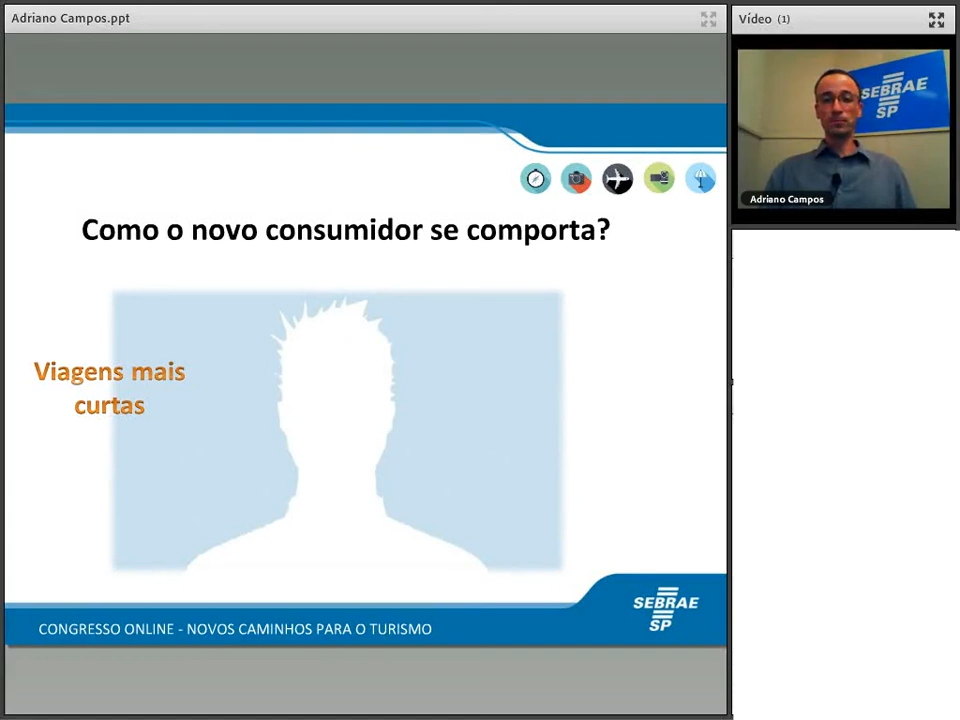 Adriano Campos.ppt
Vídeo (1)
SEBRAE
SP
Adriano Campos
Como o novo consumidor se comporta?
Viagens mais
curtas
SEBRAE
SP
CONGRESSO ONLINE - NOVOS CAMINHOS PARA O TURISMO